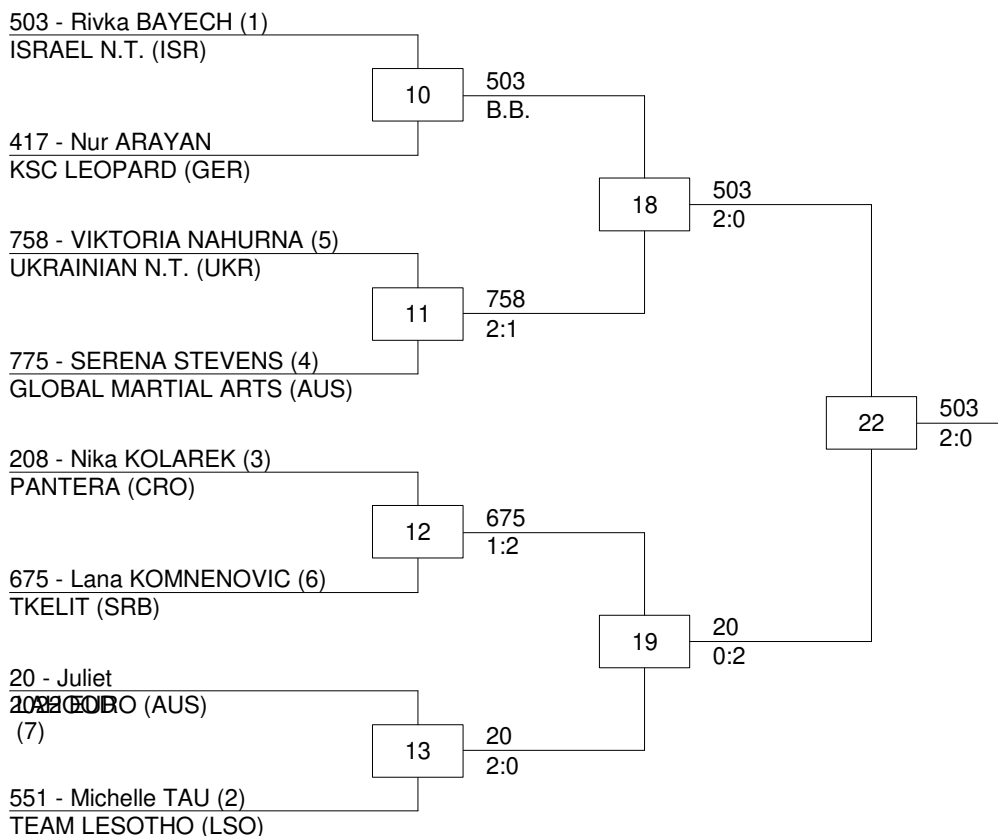 503 - Rivka BAYECH (1)
ISRAEL N.T. (ISR)
10
503
B.B.
417 - Nur ARAYAN
KSC LEOPARD (GER)
18
503
2:0
758 - VIKTORIA NAHURNA (5)
UKRAINIAN N.T. (UKR)
11
758
2:1
775 - SERENA STEVENS (4)
GLOBAL MARTIAL ARTS (AUS)
22
503
2:0
208 - Nika KOLAREK (3)
PANTERA (CRO)
12
675
1:2
675 - Lana KOMNENOVIC (6)
TKELIT (SRB)
19
20
0:2
20 - Juliet
EURO (AUS)
(7)
13
20
2:0
551 - Michelle TAU (2)
TEAM LESOTHO (LSO)